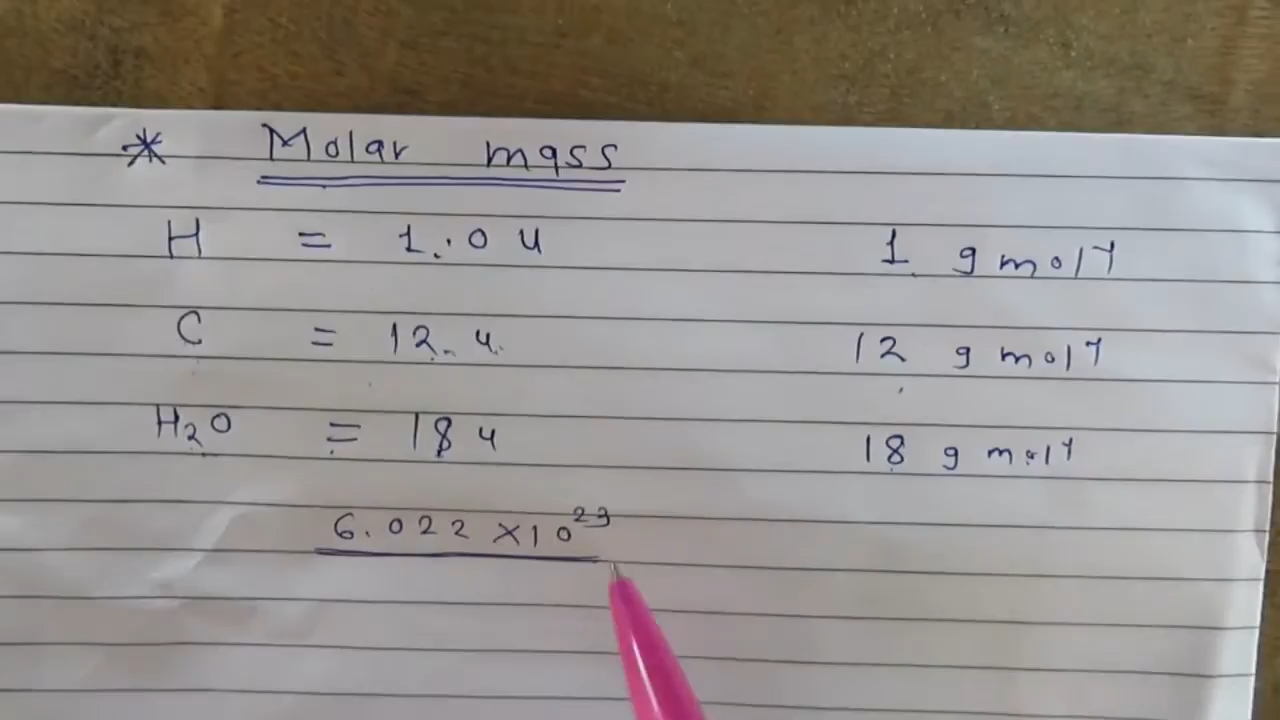 * Molar mass
H = 1.0 u 1 g mol⁻¹
C = 12. u. 12 g mol⁻¹
H₂O = 18 u 18 g mol⁻¹
6.022 ×10²³